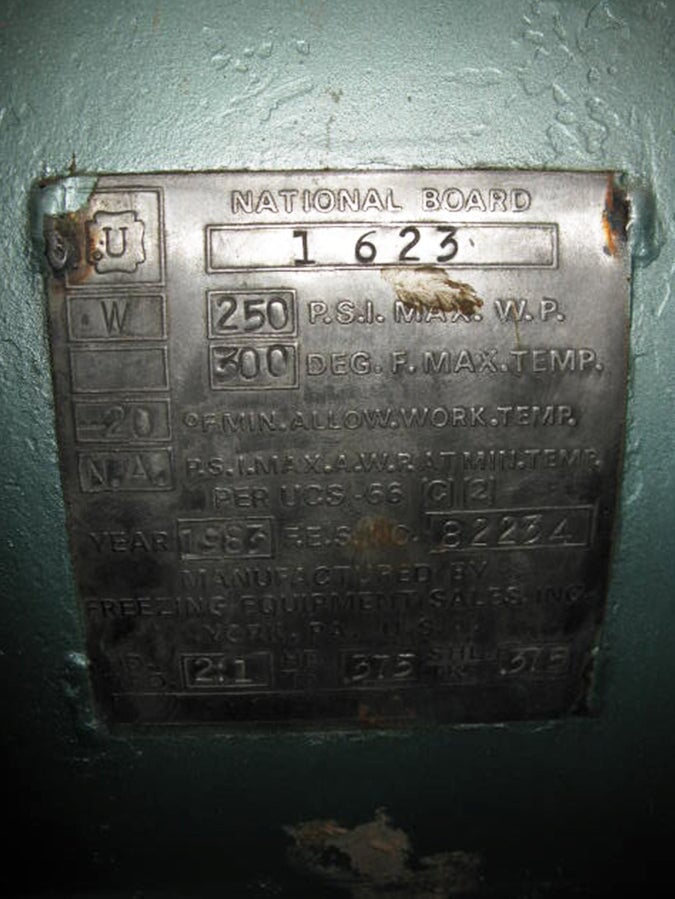 U
NATIONAL BOARD
1 623
W 250 P.S.I. MAX. W.P.
300 DEG. F. MAX. TEMP.
-20 °F. MIN. ALLOW. WORK. TEMP.
N.A. P.S.I. MAX. A.W.P. AT MIN. TEMP.
PER UCS-66 C 2
YEAR 1983 F.E.S. NO. 82234
MANUFACTURED BY
FREEZING EQUIPMENT SALES INC.
YORK, PA. U.S.A.
2:1 375 SHL. 375